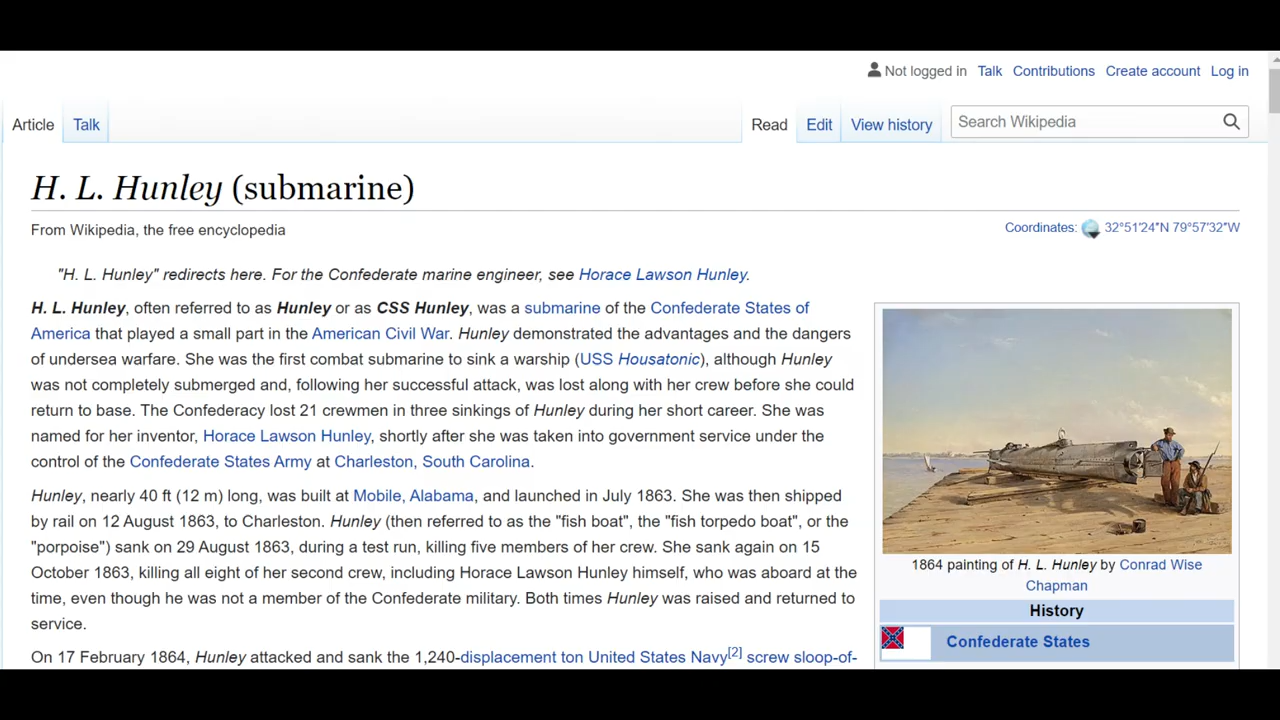 Not logged in Talk Contributions Create account Log in
Article Talk Read Edit View history Search Wikipedia
H. L. Hunley (submarine)
From Wikipedia, the free encyclopedia
Coordinates: 32°51′24″N 79°57′32″W
"H. L. Hunley" redirects here. For the Confederate marine engineer, see Horace Lawson Hunley.
H. L. Hunley, often referred to as Hunley or as CSS Hunley, was a submarine of the Confederate States of
America that played a small part in the American Civil War. Hunley demonstrated the advantages and the dangers
of undersea warfare. She was the first combat submarine to sink a warship (USS Housatonic), although Hunley
was not completely submerged and, following her successful attack, was lost along with her crew before she could
return to base. The Confederacy lost 21 crewmen in three sinkings of Hunley during her short career. She was
named for her inventor, Horace Lawson Hunley, shortly after she was taken into government service under the
control of the Confederate States Army at Charleston, South Carolina.
Hunley, nearly 40 ft (12 m) long, was built at Mobile, Alabama, and launched in July 1863. She was then shipped
by rail on 12 August 1863, to Charleston. Hunley (then referred to as the "fish boat", the "fish torpedo boat", or the
"porpoise") sank on 29 August 1863, during a test run, killing five members of her crew. She sank again on 15
October 1863, killing all eight of her second crew, including Horace Lawson Hunley himself, who was aboard at the
time, even though he was not a member of the Confederate military. Both times Hunley was raised and returned to
service.
On 17 February 1864, Hunley attacked and sank the 1,240-displacement ton United States Navy[2] screw sloop-of-
1864 painting of H. L. Hunley by Conrad Wise
Chapman
History
Confederate States